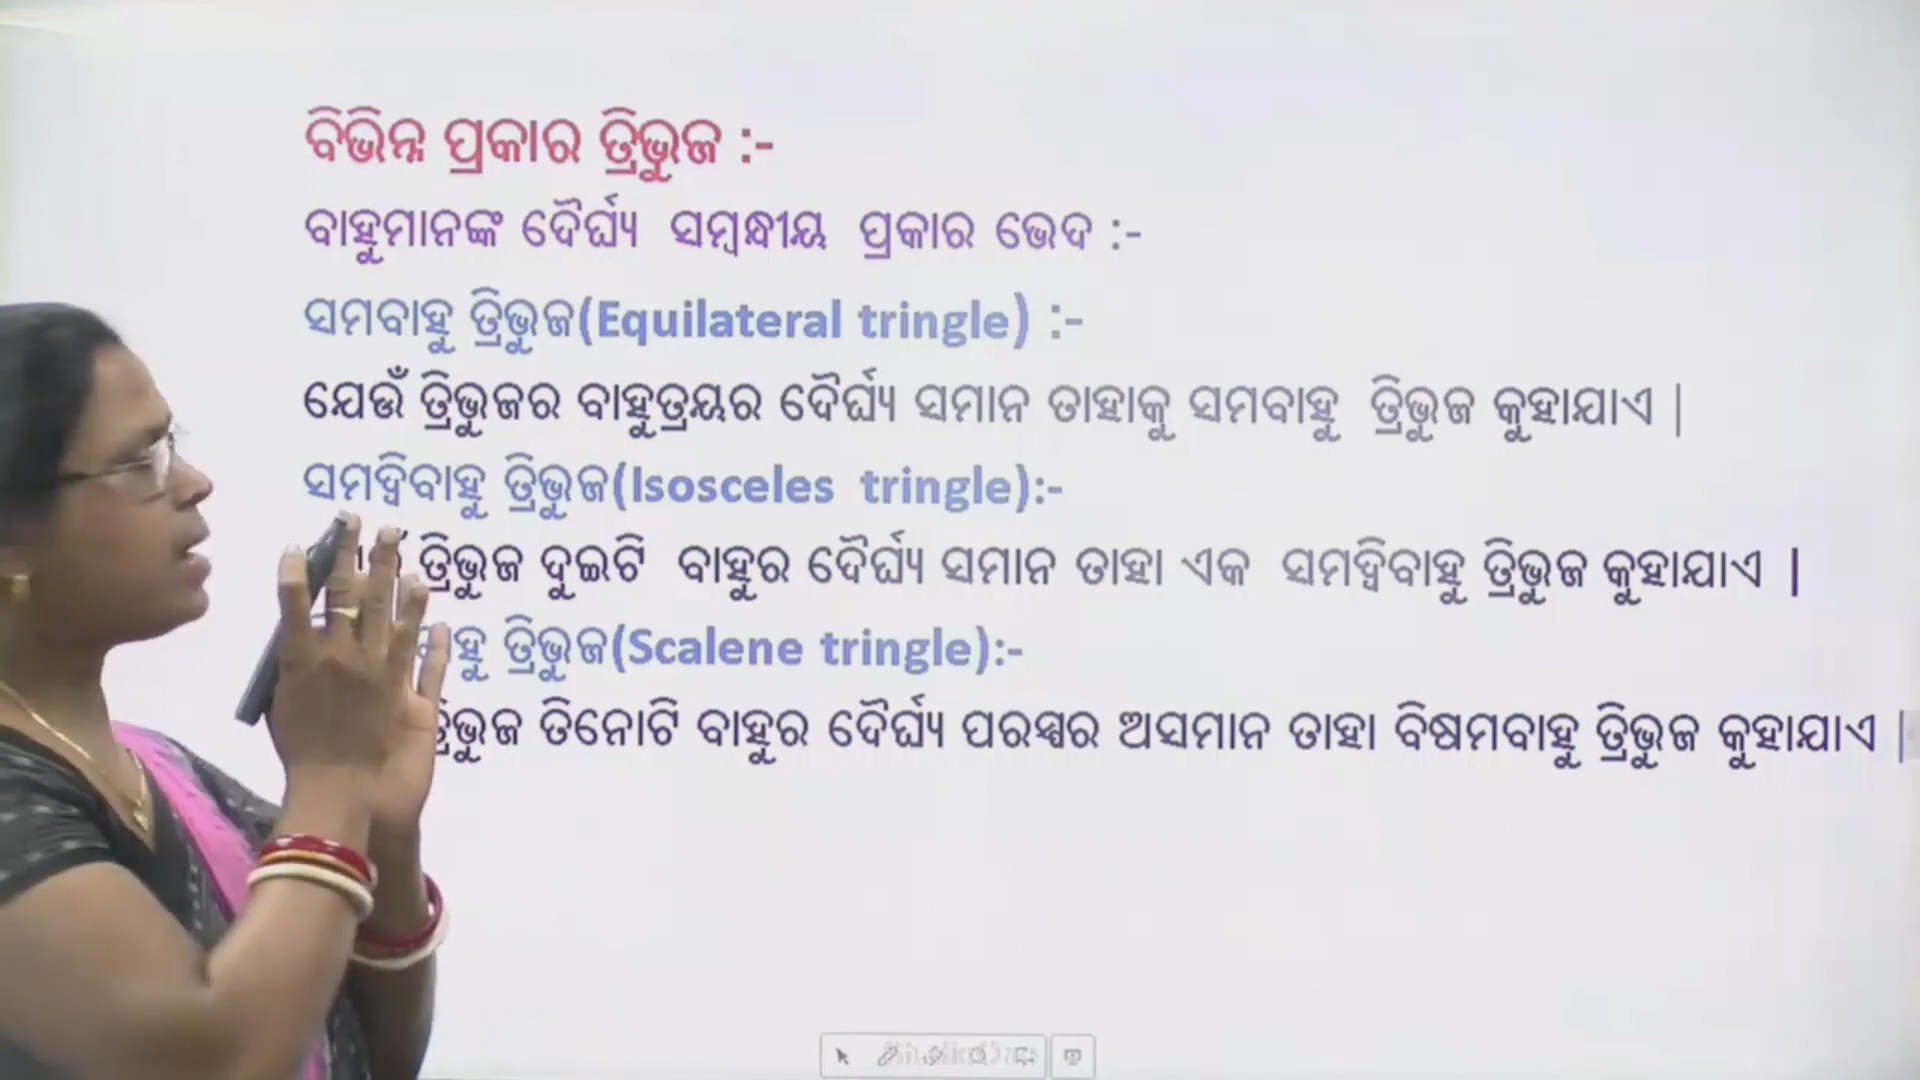 ବିଭିନ୍ନ ପ୍ରକାର ତ୍ରିଭୁଜ :-
ବାହୁମାନଙ୍କ ଦୈର୍ଘ୍ୟ ସମ୍ବନ୍ଧୀୟ ପ୍ରକାର ଭେଦ :-
ସମବାହୁ ତ୍ରିଭୁଜ(Equilateral tringle) :-
ଯେଉଁ ତ୍ରିଭୁଜର ବାହୁତ୍ରୟର ଦୈର୍ଘ୍ୟ ସମାନ ତାହାକୁ ସମବାହୁ ତ୍ରିଭୁଜ କୁହାଯାଏ |
ସମଦ୍ବିବାହୁ ତ୍ରିଭୁଜ(Isosceles tringle):-
ତ୍ରିଭୁଜ ଦୁଇଟି ବାହୁର ଦୈର୍ଘ୍ୟ ସମାନ ତାହା ଏକ ସମଦ୍ବିବାହୁ ତ୍ରିଭୁଜ କୁହାଯାଏ |
ତ୍ରିଭୁଜ(Scalene tringle):-
ତିନୋଟି ବାହୁର ଦୈର୍ଘ୍ୟ ପରସ୍ପର ଅସମାନ ତାହା ବିଷମବାହୁ ତ୍ରିଭୁଜ କୁହାଯାଏ |